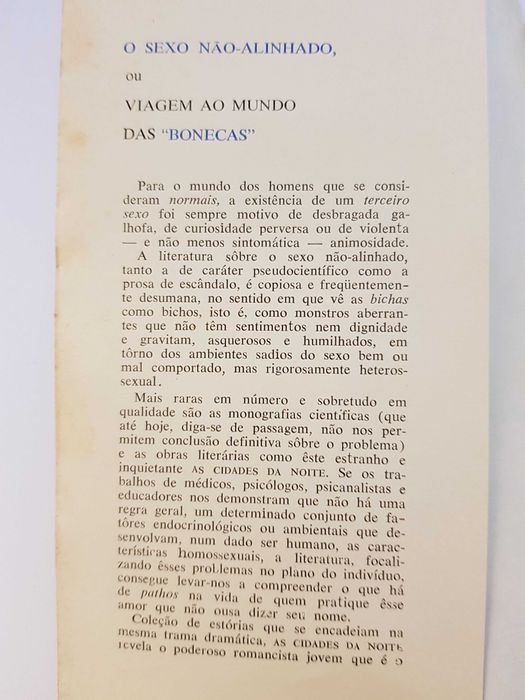 O SEXO NÃO-ALINHADO,
ou
VIAGEM AO MUNDO
DAS “BONECAS”
Para o mundo dos homens que se consi-
deram normais, a existência de um terceiro
sexo foi sempre motivo de desbragada ga-
lhofa, de curiosidade perversa ou de violenta
— e não menos sintomática — animosidade.
A literatura sôbre o sexo não-alinhado,
tanto a de caráter pseudocientífico como a
prosa de escândalo, é copiosa e freqüentemen-
te desumana, no sentido em que vê as bichas
como bichos, isto é, como monstros aberran-
tes que não têm sentimentos nem dignidade
e gravitam, asquerosos e humilhados, em
tôrno dos ambientes sadios do sexo bem ou
mal comportado, mas rigorosamente heteros-
sexual.
Mais raras em número e sobretudo em
qualidade são as monografias científicas (que
até hoje, diga-se de passagem, não nos per-
mitem conclusão definitiva sôbre o problema)
e as obras literárias como êste estranho e
inquietante AS CIDADES DA NOITE. Se os tra-
balhos de médicos, psicólogos, psicanalistas e
educadores nos demonstram que não há uma
regra geral, um determinado conjunto de fa-
tôres endocrinológicos ou ambientais que de-
senvolvam, num dado ser humano, as carac-
terísticas homossexuais, a literatura, focali-
zando êsses problemas no plano do indivíduo,
consegue levar-nos a compreender o que há
de pathos na vida de quem pratique êsse
amor que não ousa dizer seu nome.
Coleção de estórias que se encadeiam na
mesma trama dramática, AS CIDADES DA NOITE
revela o poderoso romancista jovem que é o